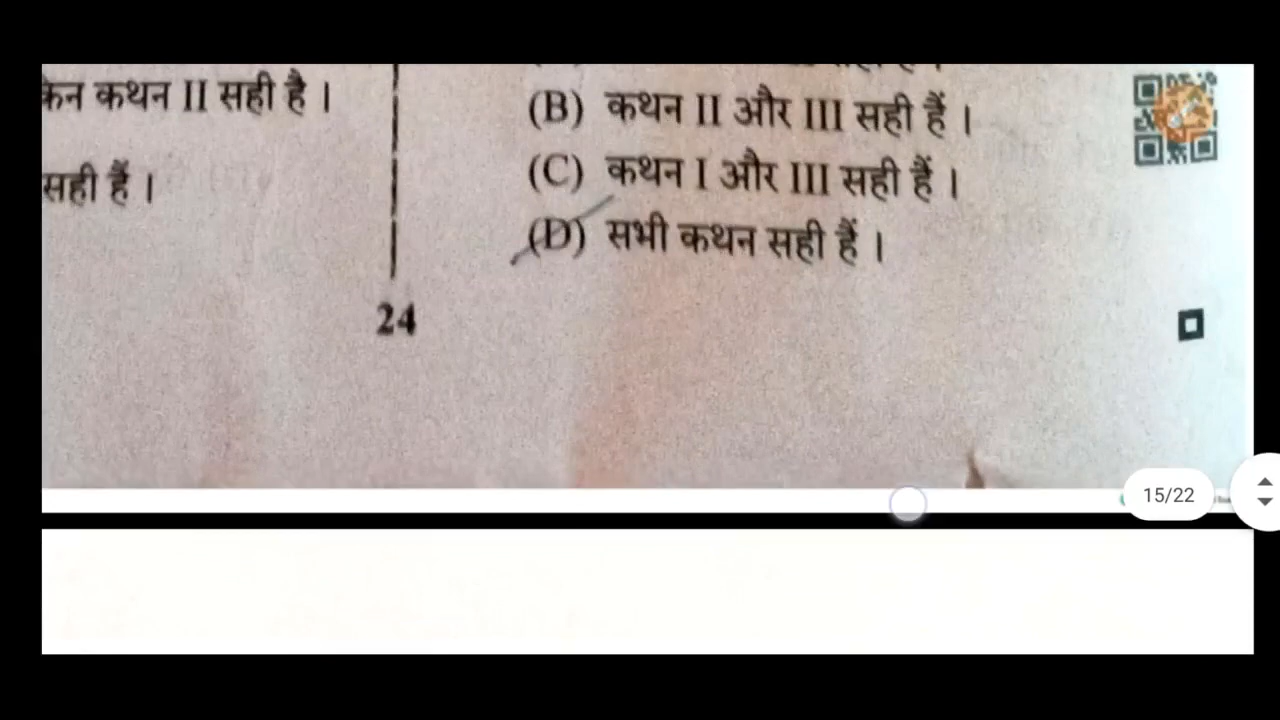 कथन II सही है ।
सही हैं ।
(B) कथन II और III सही हैं ।
(C) कथन I और III सही हैं ।
(D) सभी कथन सही हैं ।
24
15/22